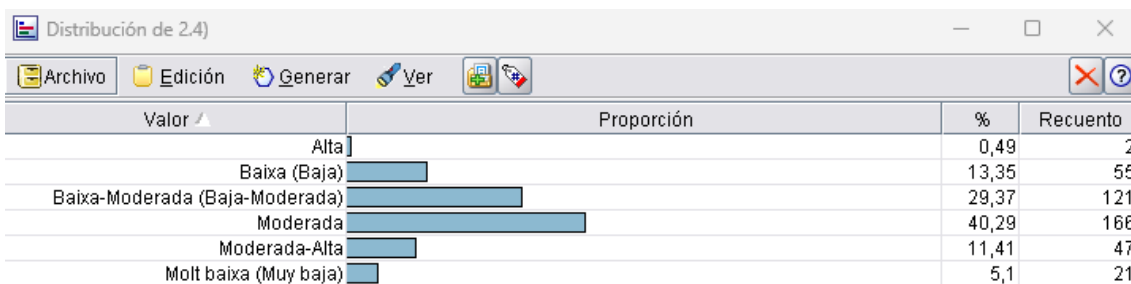 Distribución de 2.4)
Archivo Edición Generar Ver
Valor Proporción % Recuento
Alta 0,49 2
Baixa (Baja) 13,35 55
Baixa-Moderada (Baja-Moderada) 29,37 121
Moderada 40,29 166
Moderada-Alta 11,41 47
Molt baixa (Muy baja) 5,1 21